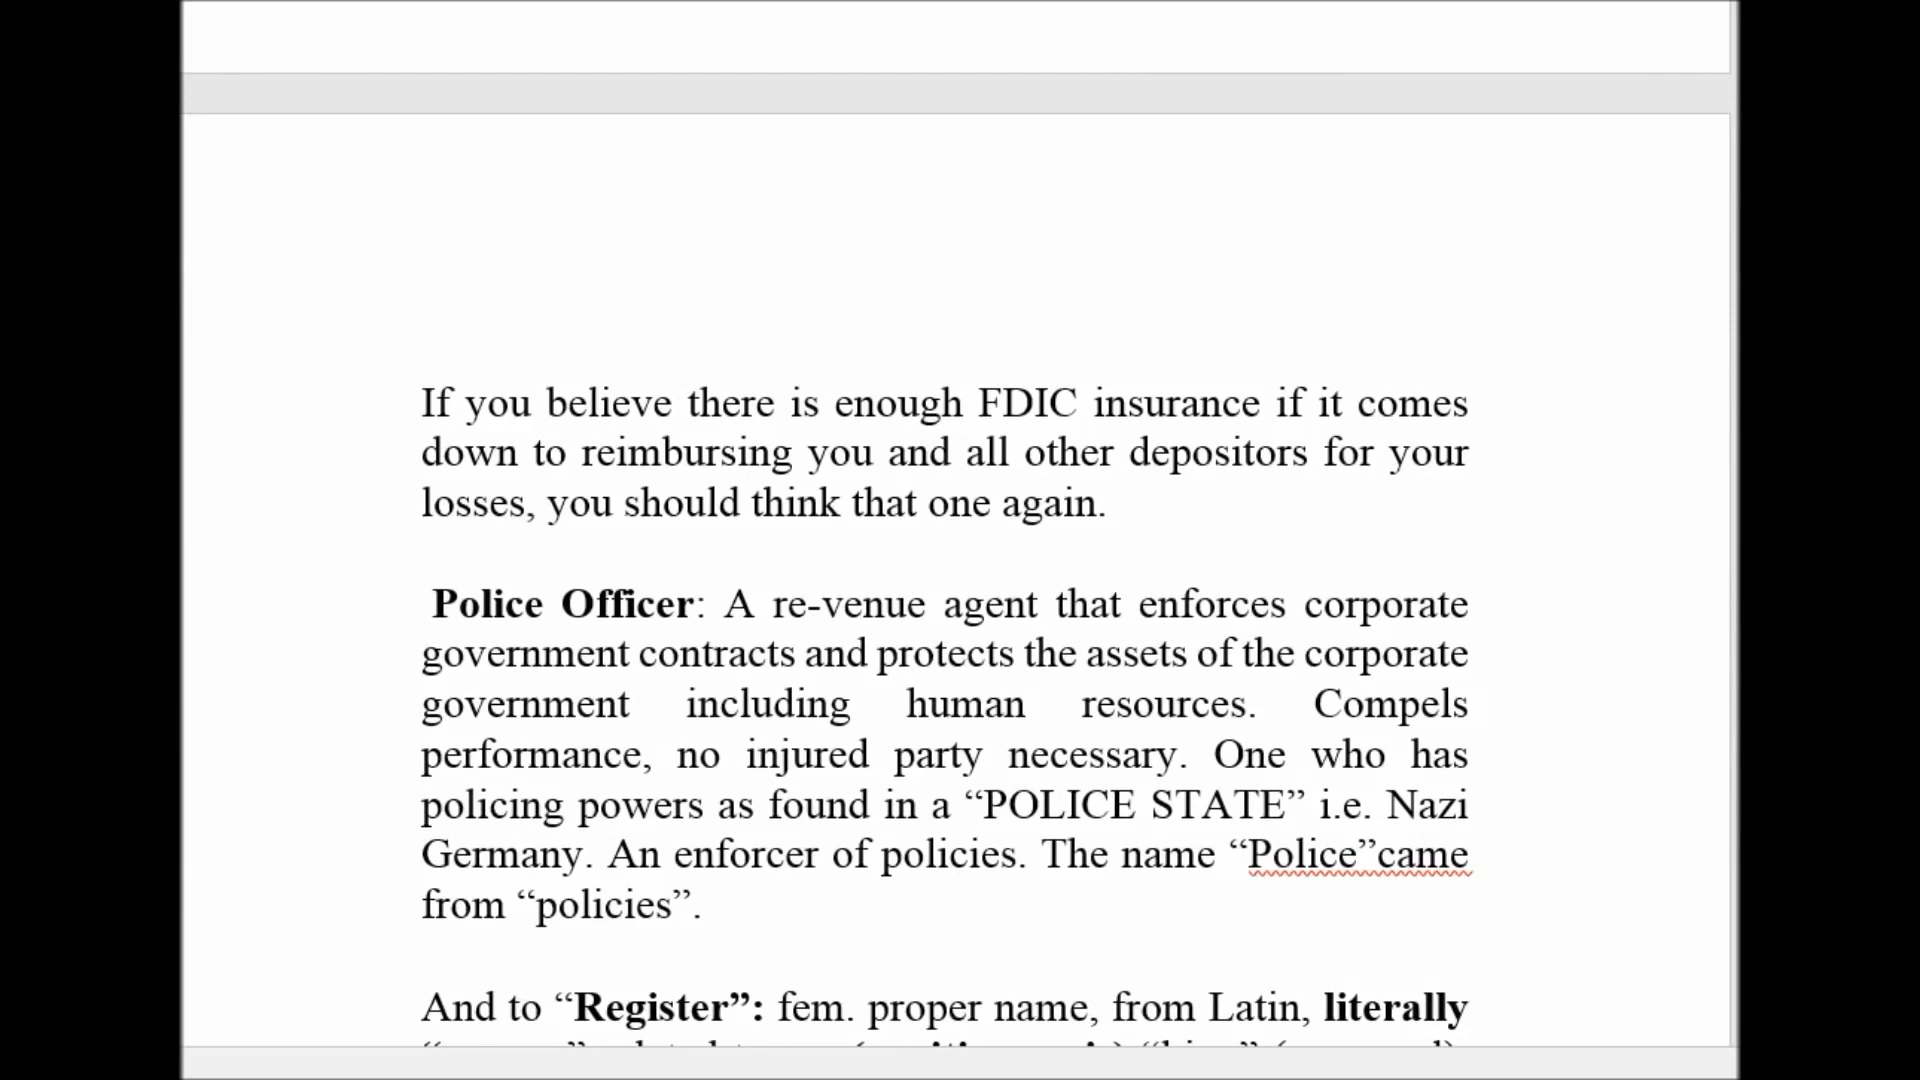 If you believe there is enough FDIC insurance if it comes
down to reimbursing you and all other depositors for your
losses, you should think that one again.
Police Officer: A re-venue agent that enforces corporate
government contracts and protects the assets of the corporate
government including human resources. Compels
performance, no injured party necessary. One who has
policing powers as found in a “POLICE STATE” i.e. Nazi
Germany. An enforcer of policies. The name “Police”came
from “policies”.
And to “Register”: fem. proper name, from Latin, literally